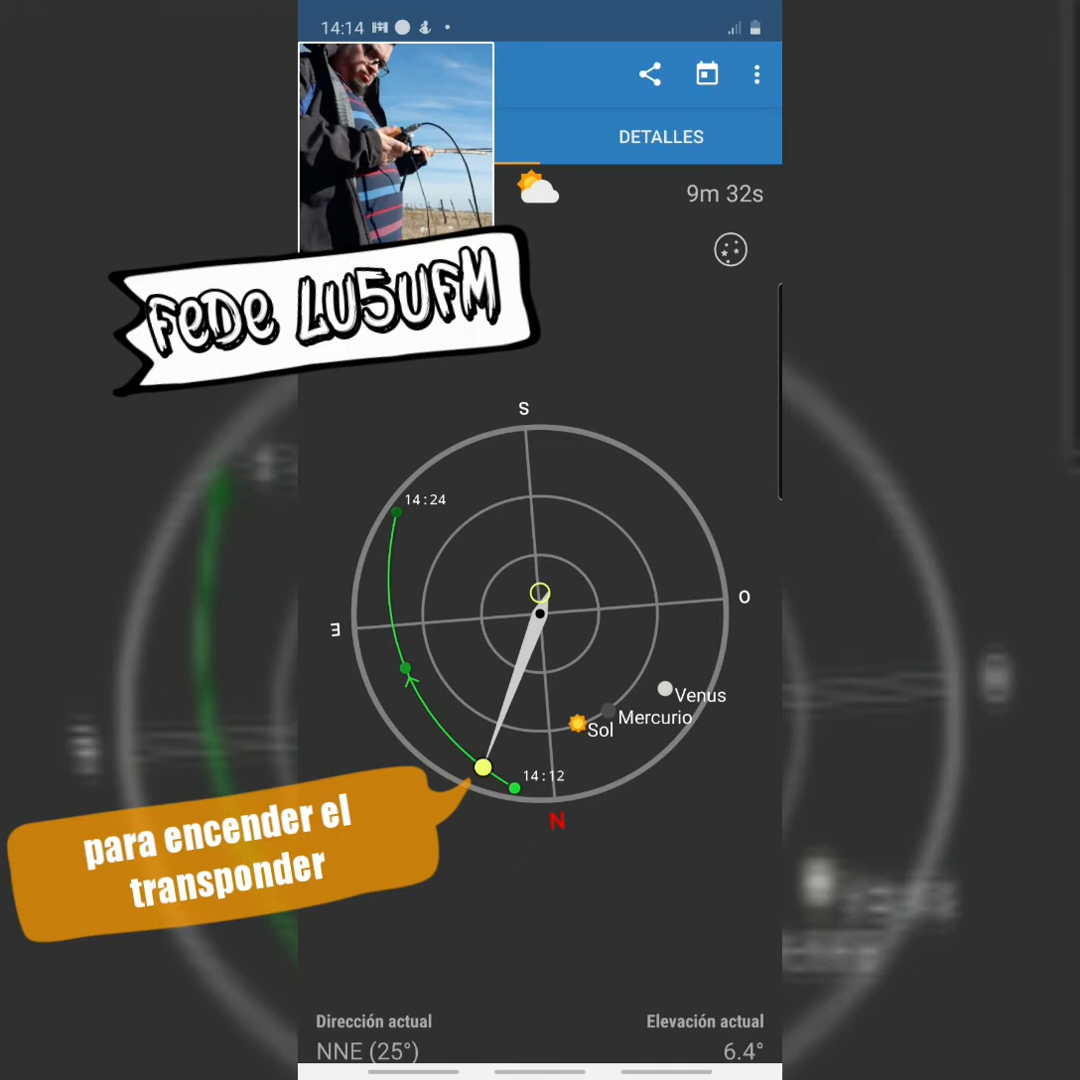 14:14
DETALLES
9m 32s
FeDe LU5UFM
S
14:24
O
E
Venus
Mercurio
Sol
14:12
N
para encender el
transponder
Dirección actual
Elevación actual
NNE (25°)
6.4°